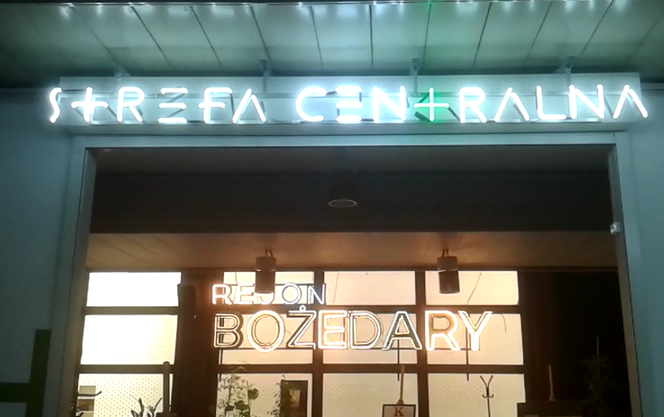 STREFA CENTRALNA
REJON
BOŻEDARY
K